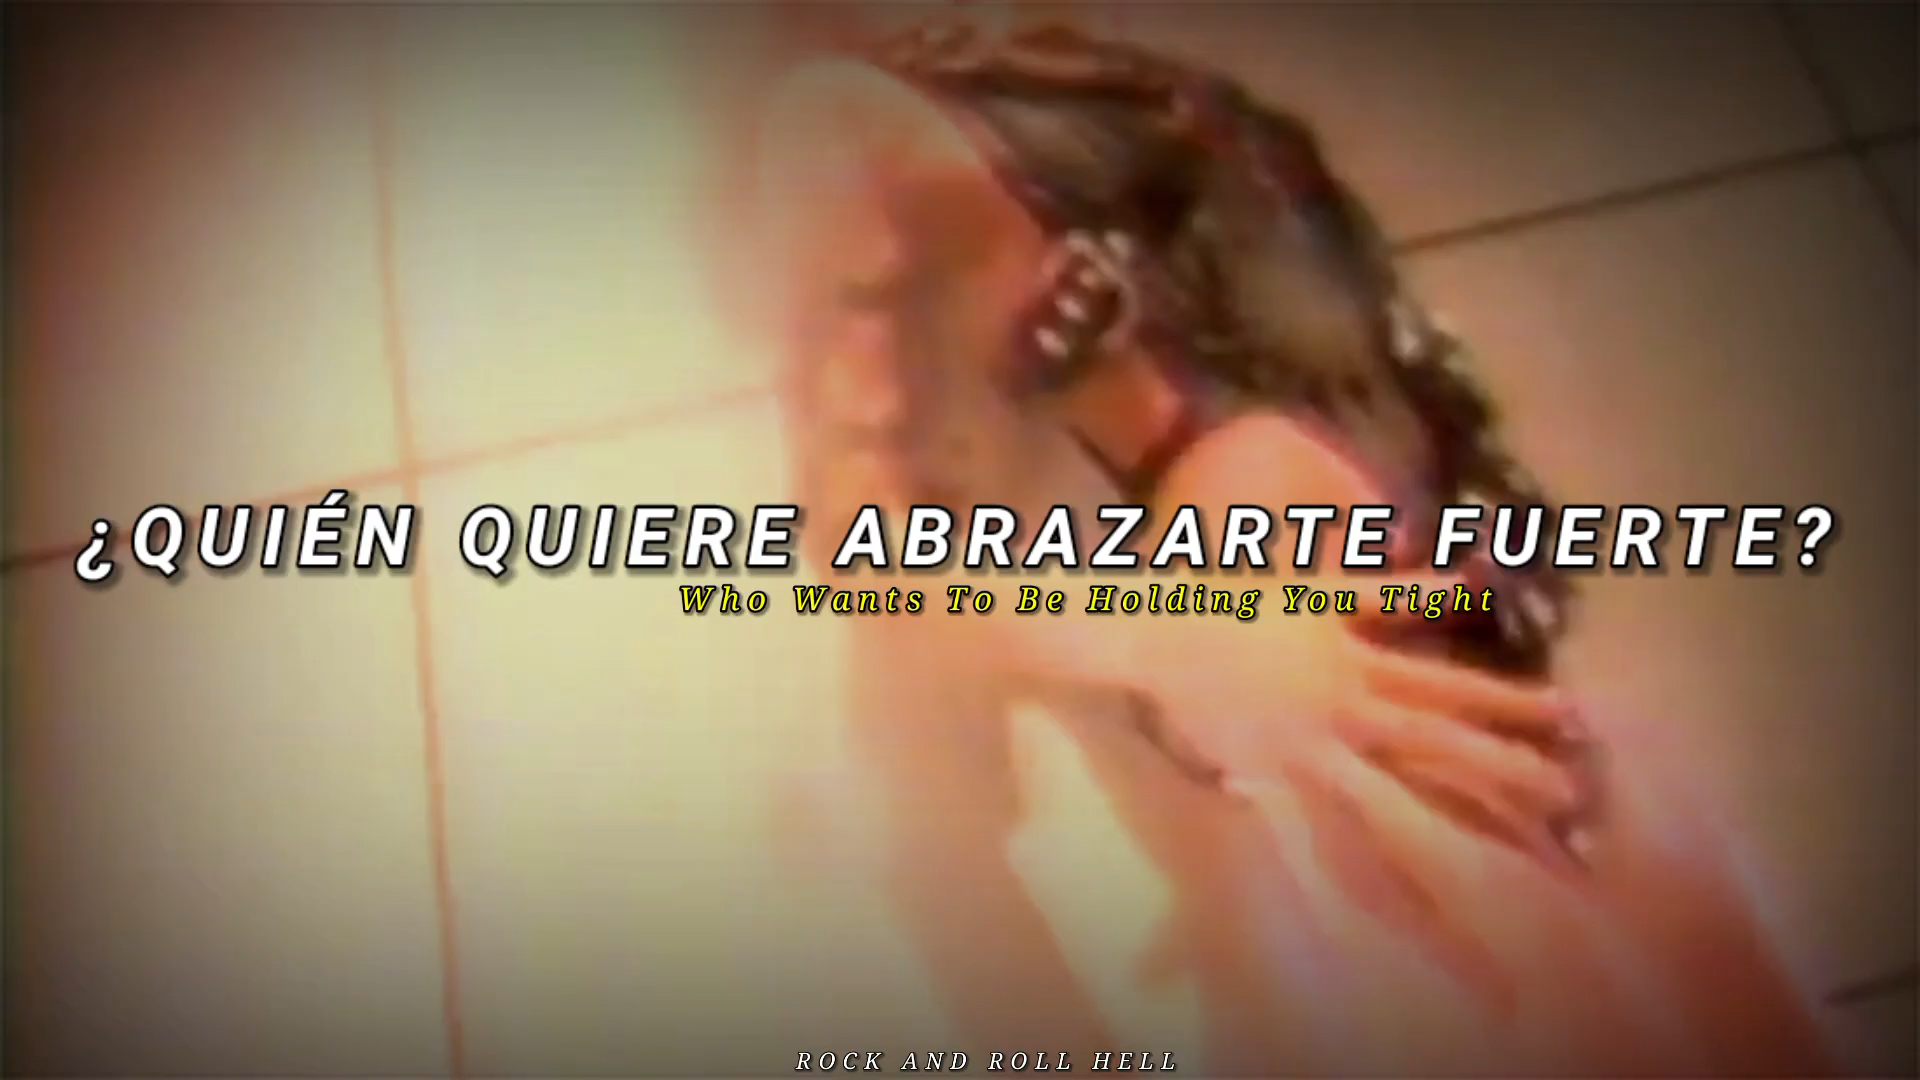 ¿QUIÉN QUIERE ABRAZARTE FUERTE?
Who Wants To Be Holding You Tight
ROCK AND ROLL HELL